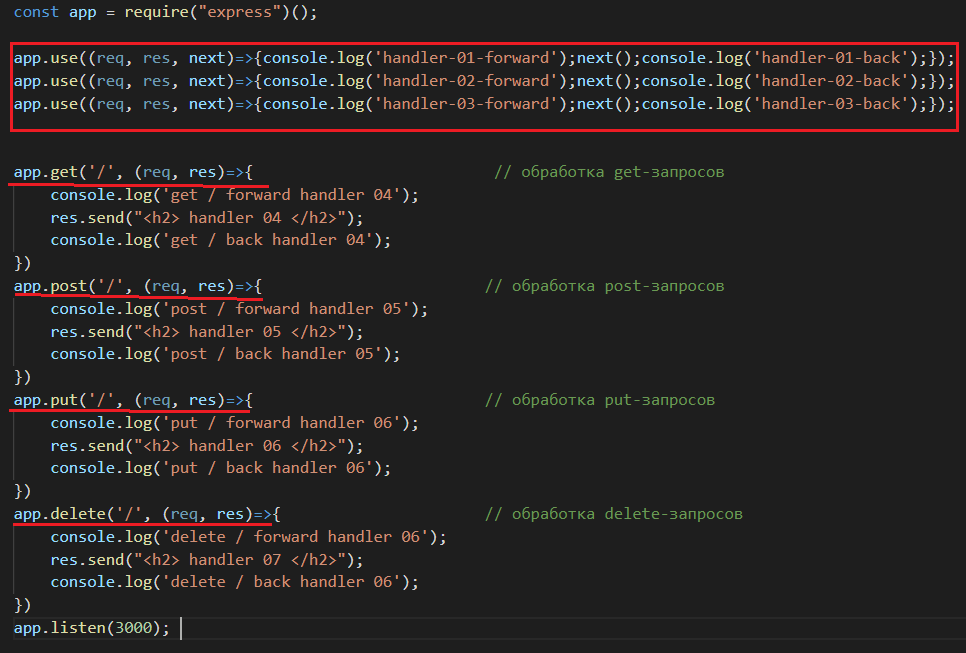 const app = require("express")();
app.use((req, res, next)=>{console.log('handler-01-forward');next();console.log('handler-01-back');});
app.use((req, res, next)=>{console.log('handler-02-forward');next();console.log('handler-02-back');});
app.use((req, res, next)=>{console.log('handler-03-forward');next();console.log('handler-03-back');});
app.get('/', (req, res)=>{ // обработка get-запросов
console.log('get / forward handler 04');
res.send("<h2> handler 04 </h2>");
console.log('get / back handler 04');
})
app.post('/', (req, res)=>{ // обработка post-запросов
console.log('post / forward handler 05');
res.send("<h2> handler 05 </h2>");
console.log('post / back handler 05');
})
app.put('/', (req, res)=>{ // обработка put-запросов
console.log('put / forward handler 06');
res.send("<h2> handler 06 </h2>");
console.log('put / back handler 06');
})
app.delete('/', (req, res)=>{ // обработка delete-запросов
console.log('delete / forward handler 06');
res.send("<h2> handler 07 </h2>");
console.log('delete / back handler 06');
})
app.listen(3000);